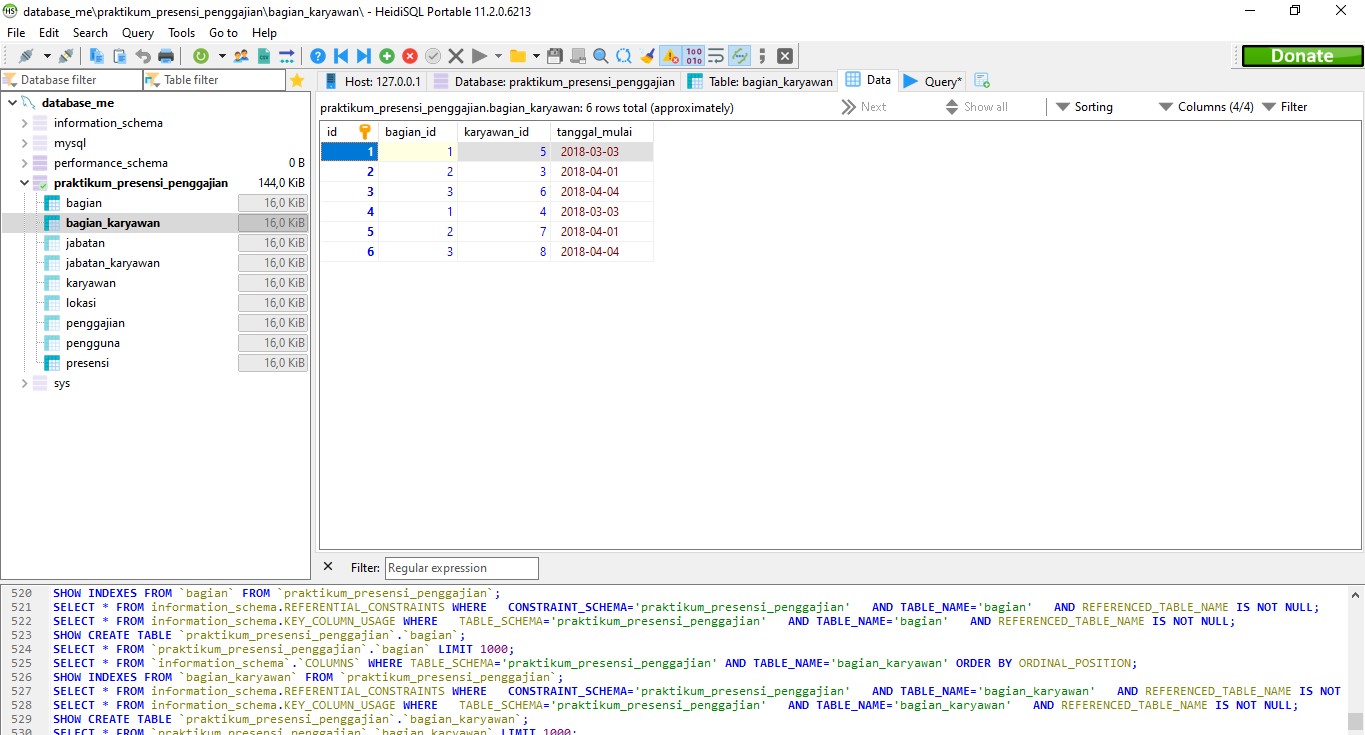 HS database_me\praktikum_presensi_penggajian\bagian_karyawan\ - HeidiSQL Portable 11.2.0.6213
File Edit Search Query Tools Go to Help
Donate
Database filter Table filter
Host: 127.0.0.1 Database: praktikum_presensi_penggajian Table: bagian_karyawan Data Query*
praktikum_presensi_penggajian.bagian_karyawan: 6 rows total (approximately) Next Show all Sorting Columns (4/4) Filter
database_me
information_schema
mysql
performance_schema 0 B
praktikum_presensi_penggajian 144,0 KiB
bagian 16,0 KiB
bagian_karyawan 16,0 KiB
jabatan 16,0 KiB
jabatan_karyawan 16,0 KiB
karyawan 16,0 KiB
lokasi 16,0 KiB
penggajian 16,0 KiB
pengguna 16,0 KiB
presensi 16,0 KiB
sys
id bagian_id karyawan_id tanggal_mulai
1 1 5 2018-03-03
2 2 3 2018-04-01
3 3 6 2018-04-04
4 1 4 2018-03-03
5 2 7 2018-04-01
6 3 8 2018-04-04
Filter: Regular expression
520 SHOW INDEXES FROM `bagian` FROM `praktikum_presensi_penggajian`;
521 SELECT * FROM information_schema.REFERENTIAL_CONSTRAINTS WHERE CONSTRAINT_SCHEMA='praktikum_presensi_penggajian' AND TABLE_NAME='bagian' AND REFERENCED_TABLE_NAME IS NOT NULL;
522 SELECT * FROM information_schema.KEY_COLUMN_USAGE WHERE TABLE_SCHEMA='praktikum_presensi_penggajian' AND TABLE_NAME='bagian' AND REFERENCED_TABLE_NAME IS NOT NULL;
523 SHOW CREATE TABLE `praktikum_presensi_penggajian`.`bagian`;
524 SELECT * FROM `praktikum_presensi_penggajian`.`bagian` LIMIT 1000;
525 SELECT * FROM `information_schema`.`COLUMNS` WHERE TABLE_SCHEMA='praktikum_presensi_penggajian' AND TABLE_NAME='bagian_karyawan' ORDER BY ORDINAL_POSITION;
526 SHOW INDEXES FROM `bagian_karyawan` FROM `praktikum_presensi_penggajian`;
527 SELECT * FROM information_schema.REFERENTIAL_CONSTRAINTS WHERE CONSTRAINT_SCHEMA='praktikum_presensi_penggajian' AND TABLE_NAME='bagian_karyawan' AND REFERENCED_TABLE_NAME IS NOT
528 SELECT * FROM information_schema.KEY_COLUMN_USAGE WHERE TABLE_SCHEMA='praktikum_presensi_penggajian' AND TABLE_NAME='bagian_karyawan' AND REFERENCED_TABLE_NAME IS NOT NULL;
529 SHOW CREATE TABLE `praktikum_presensi_penggajian`.`bagian_karyawan`;
530 SELECT * FROM `praktikum_presensi_penggajian`.`bagian_karyawan` LIMIT 1000;